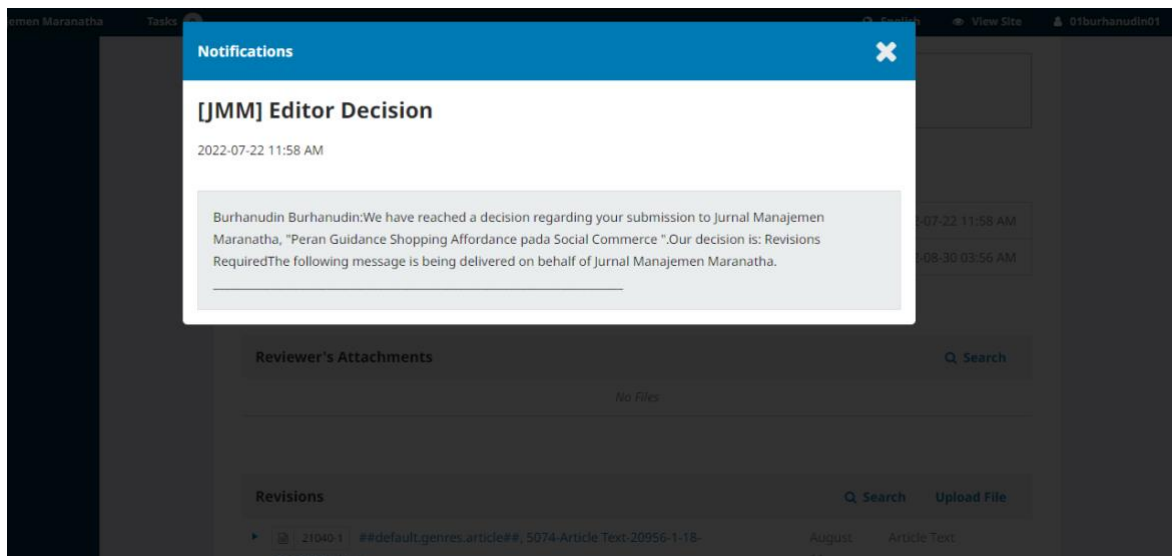 emen Maranatha Tasks English View Site 01burhanudin01
Notifications
[JMM] Editor Decision
2022-07-22 11:58 AM
Burhanudin Burhanudin:We have reached a decision regarding your submission to Jurnal Manajemen
Maranatha, "Peran Guidance Shopping Affordance pada Social Commerce ".Our decision is: Revisions
RequiredThe following message is being delivered on behalf of Jurnal Manajemen Maranatha.
-07-22 11:58 AM
-08-30 03:56 AM
Reviewer's Attachments Search
No Files
Revisions Search Upload File
21040-1 ##default.genres.article##, 5074-Article Text-20956-1-18- August Article Text